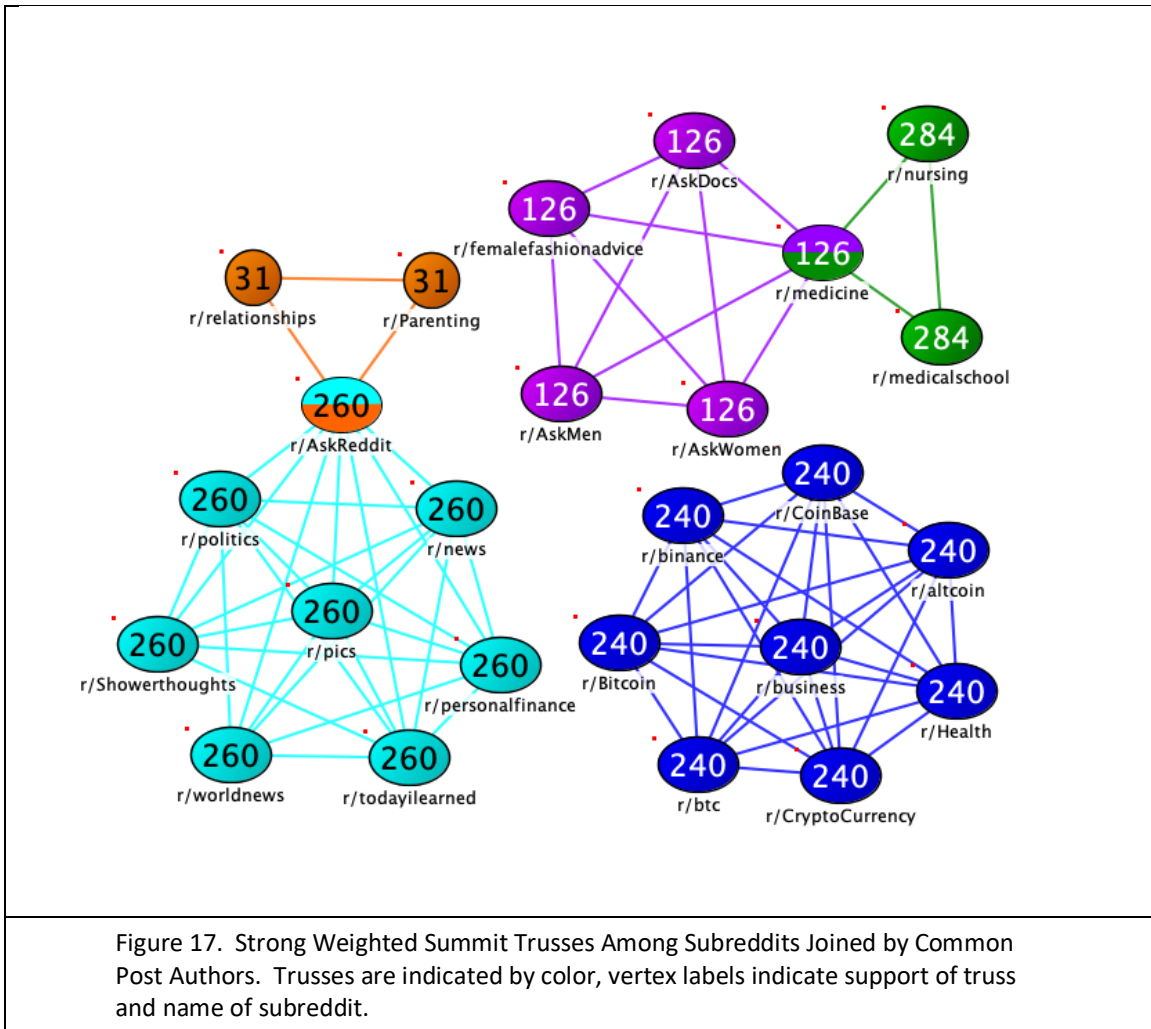 284
r/nursing
126
r/AskDocs
126
r/femalefashionadvice
126
r/medicine
31
r/relationships
31
r/Parenting
284
r/medicalschool
260
r/AskReddit
126
r/AskMen
126
r/AskWomen
260
r/politics
260
r/news
240
r/CoinBase
240
r/binance
240
r/altcoin
260
r/pics
260
r/Showerthoughts
260
r/personalfinance
240
r/Bitcoin
240
r/business
240
r/Health
260
r/worldnews
260
r/todayilearned
240
r/btc
240
r/CryptoCurrency
Figure 17.  Strong Weighted Summit Trusses Among Subreddits Joined by Common
Post Authors.  Trusses are indicated by color, vertex labels indicate support of truss
and name of subreddit.